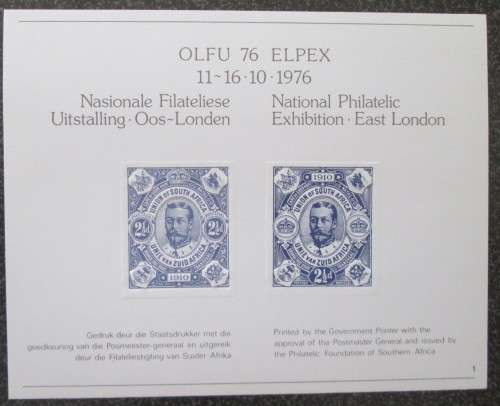 OLFU 76 ELPEX
11~16·10·1976
Nasionale Filateliese
Uitstalling·Oos-Londen
National Philatelic
Exhibition·East London
UNION OF SOUTH AFRICA
2½ 2½
UNIE VAN ZUID AFRIKA
1910
1910
UNION OF SOUTH AFRICA
UNIE VAN ZUID AFRIKA
2½d
Gedruk deur die Staatsdrukker met die
goedkeuring van die Posmeester-generaal en uitgereik
deur die Filateliestigting van Suider Afrika
Printed by the Government Printer with the
approval of the Postmaster General and issued by
the Philatelic Foundation of Southern Africa
1